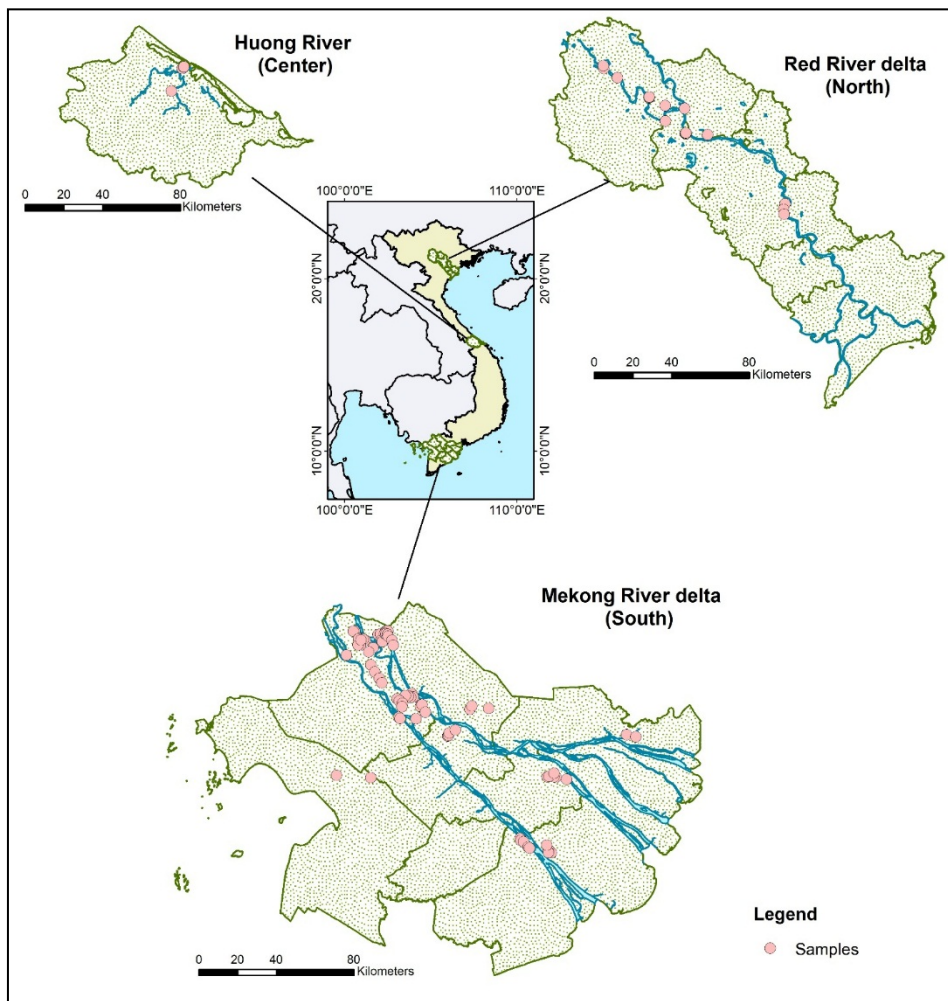 Huong River
(Center)
Red River delta
(North)
0 20 40 80
Kilometers
100°0'0"E 110°0'0"E
20°0'0"N 20°0'0"N
0 20 40 80
Kilometers
10°0'0"N 10°0'0"N
100°0'0"E 110°0'0"E
Mekong River delta
(South)
Legend
Samples
0 20 40 80
Kilometers